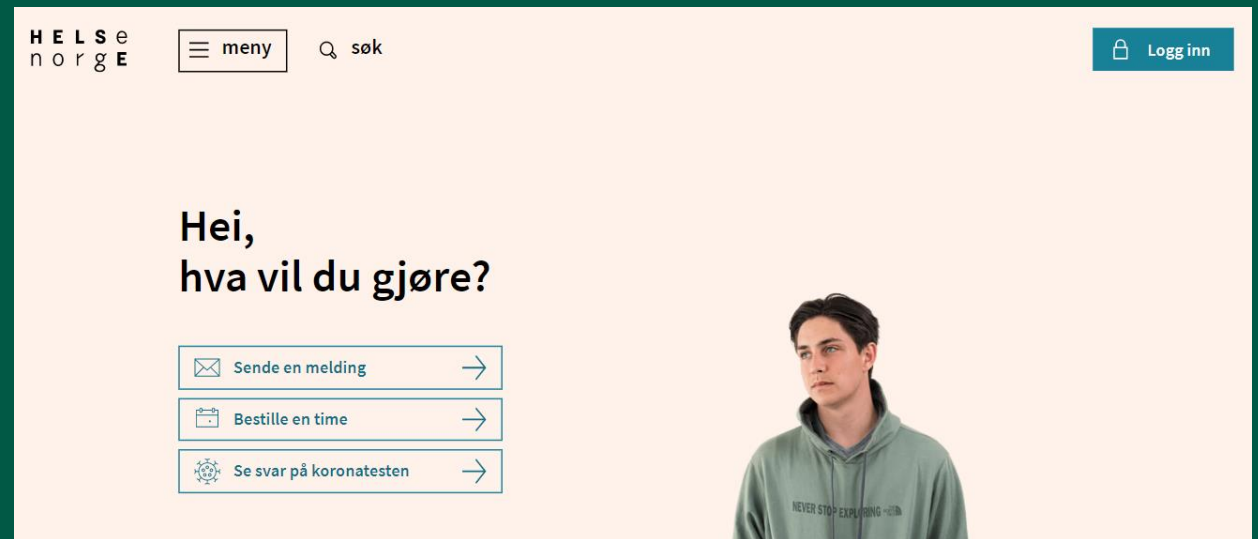 HELSe
norgE
meny
søk
Logg inn
Hei,
hva vil du gjøre?
Sende en melding
Bestille en time
Se svar på koronatesten
NEVER STOP EXPLORING